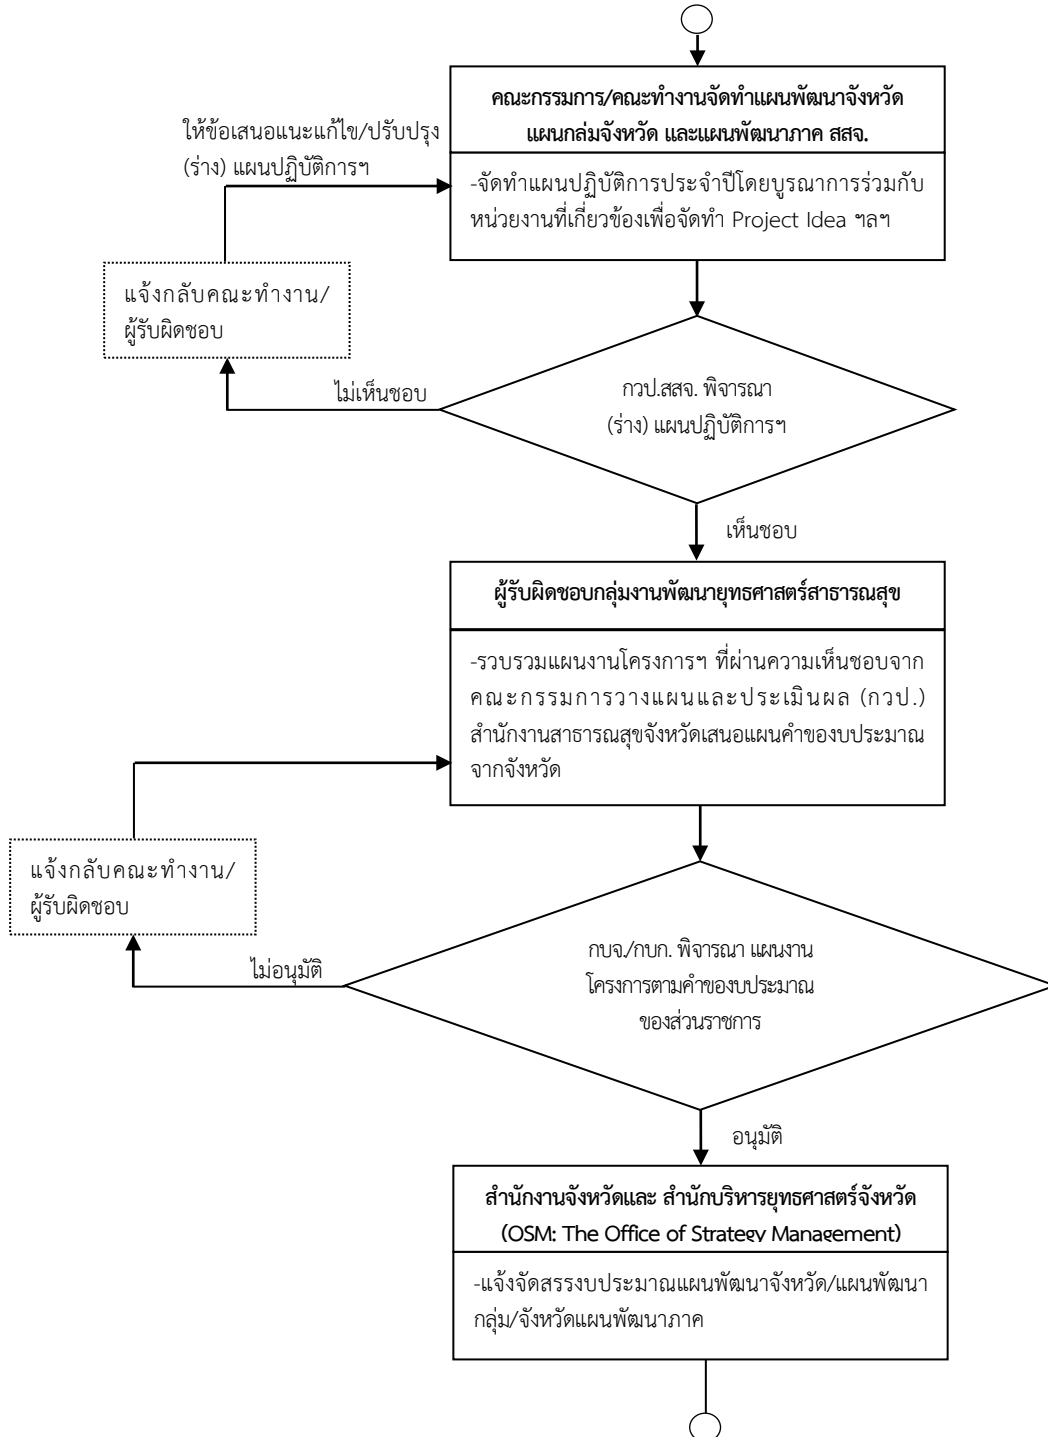 คณะกรรมการ/คณะทำงานจัดทำแผนพัฒนาจังหวัด
แผนกลุ่มจังหวัด และแผนพัฒนาภาค สสจ.
ให้ข้อเสนอแนะแก้ไข/ปรับปรุง
(ร่าง) แผนปฏิบัติการฯ
-จัดทำแผนปฏิบัติการประจำปีโดยบูรณาการร่วมกับ
หน่วยงานที่เกี่ยวข้องเพื่อจัดทำ Project Idea ฯลฯ
แจ้งกลับคณะทำงาน/
ผู้รับผิดชอบ
ไม่เห็นชอบ
กวป.สสจ. พิจารณา
(ร่าง) แผนปฏิบัติการฯ
เห็นชอบ
ผู้รับผิดชอบกลุ่มงานพัฒนายุทธศาสตร์สาธารณสุข
-รวบรวมแผนงานโครงการฯ ที่ผ่านความเห็นชอบจาก
คณะกรรมการวางแผนและประเมินผล (กวป.)
สำนักงานสาธารณสุขจังหวัดเสนอแผนคำของบประมาณ
จากจังหวัด
แจ้งกลับคณะทำงาน/
ผู้รับผิดชอบ
ไม่อนุมัติ
กบจ./กบก. พิจารณา แผนงาน
โครงการตามคำของบประมาณ
ของส่วนราชการ
อนุมัติ
สำนักงานจังหวัดและ สำนักบริหารยุทธศาสตร์จังหวัด
(OSM: The Office of Strategy Management)
-แจ้งจัดสรรงบประมาณแผนพัฒนาจังหวัด/แผนพัฒนา
กลุ่ม/จังหวัดแผนพัฒนาภาค